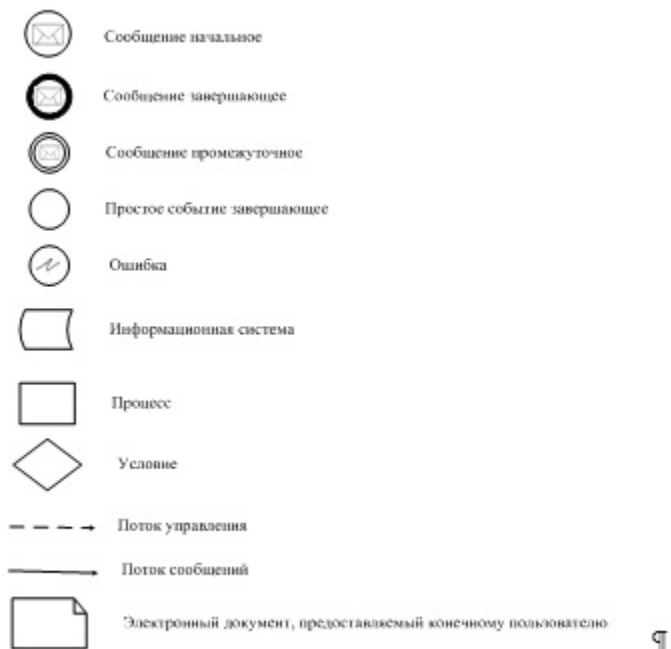 Сообщение начальное
Сообщение завершающее
Сообщение промежуточное
Простое событие завершающее
Ошибка
Информационная система
Процесс
Условие
Поток управления
Поток сообщений
Электронный документ, предоставляемый конечному пользователю
¶